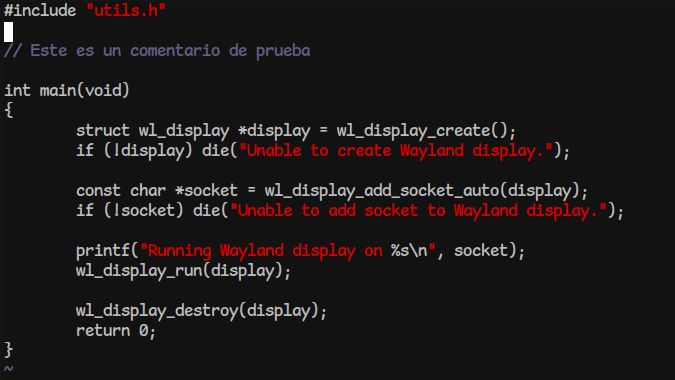 #include "utils.h"
// Este es un comentario de prueba
int main(void)
{
struct wl_display *display = wl_display_create();
if (!display) die("Unable to create Wayland display.");
const char *socket = wl_display_add_socket_auto(display);
if (!socket) die("Unable to add socket to Wayland display.");
printf("Running Wayland display on %s\n", socket);
wl_display_run(display);
wl_display_destroy(display);
return 0;
}
~